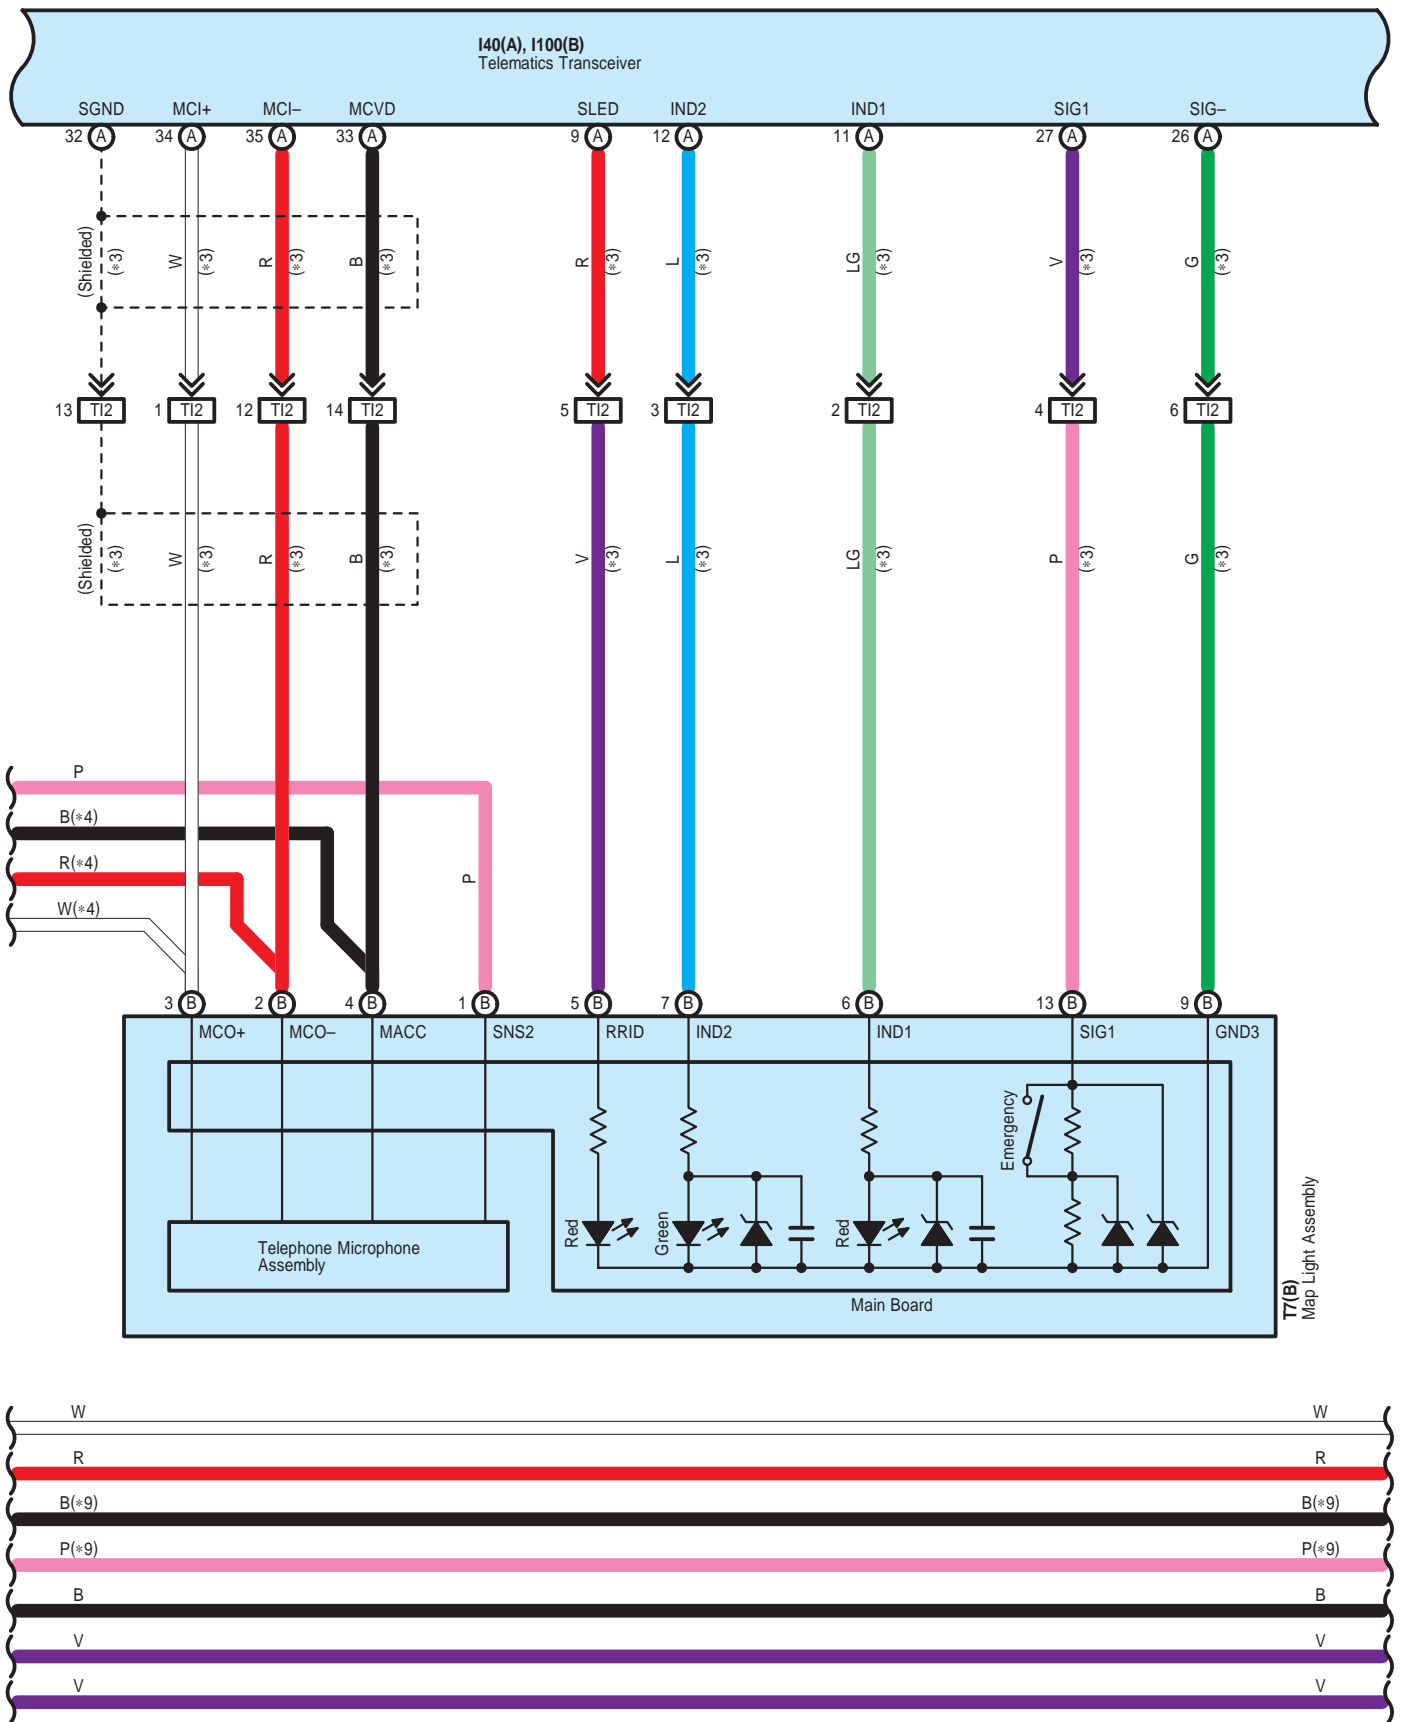 I40(A), I100(B)
Telematics Transceiver
SGND MCI+ MCI– MCVD SLED IND2 IND1 SIG1 SIG–
32 A 34 A 35 A 33 A 9 A 12 A 11 A 27 A 26 A
(Shielded) (*3) W (*3) R (*3) B (*3) R (*3) L (*3) LG (*3) V (*3) G (*3)
13 TI2 1 TI2 12 TI2 14 TI2 5 TI2 3 TI2 2 TI2 4 TI2 6 TI2
(Shielded) (*3) W (*3) R (*3) B (*3) V (*3) L (*3) LG (*3) P (*3) G (*3)
P
B(*4)
R(*4)
P
W(*4)
3 B 2 B 4 B 1 B 5 B 7 B 6 B 13 B 9 B
MCO+ MCO– MACC SNS2 RRID IND2 IND1 SIG1 GND3
Emergency
Red Green Red
Telephone Microphone
Assembly
Main Board
T7(B)
Map Light Assembly
W W
R R
B(*9) B(*9)
P(*9) P(*9)
B B
V V
V V